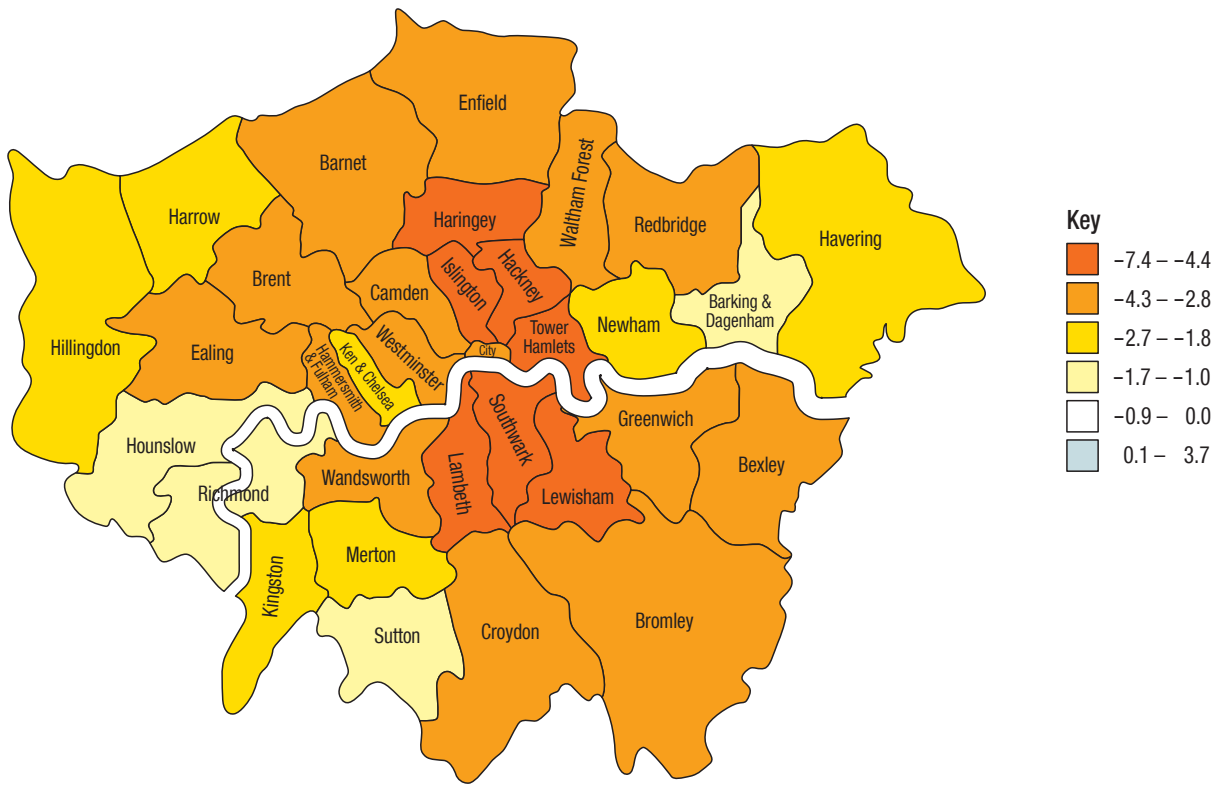 Enfield
Barnet
Waltham Forest
Haringey
Harrow
Redbridge
Havering
Hackney
Islington
Brent
Camden
Barking &
Dagenham
Newham
Tower
Hamlets
Hillingdon
Ealing
City
Westminster
Ken & Chelsea
Hammersmith
& Fulham
Southwark
Greenwich
Hounslow
Bexley
Wandsworth
Lambeth
Richmond
Lewisham
Merton
Kingston
Sutton
Croydon
Bromley
Key
–7.4 – –4.4
–4.3 – –2.8
–2.7 – –1.8
–1.7 – –1.0
–0.9 – 0.0
0.1 – 3.7